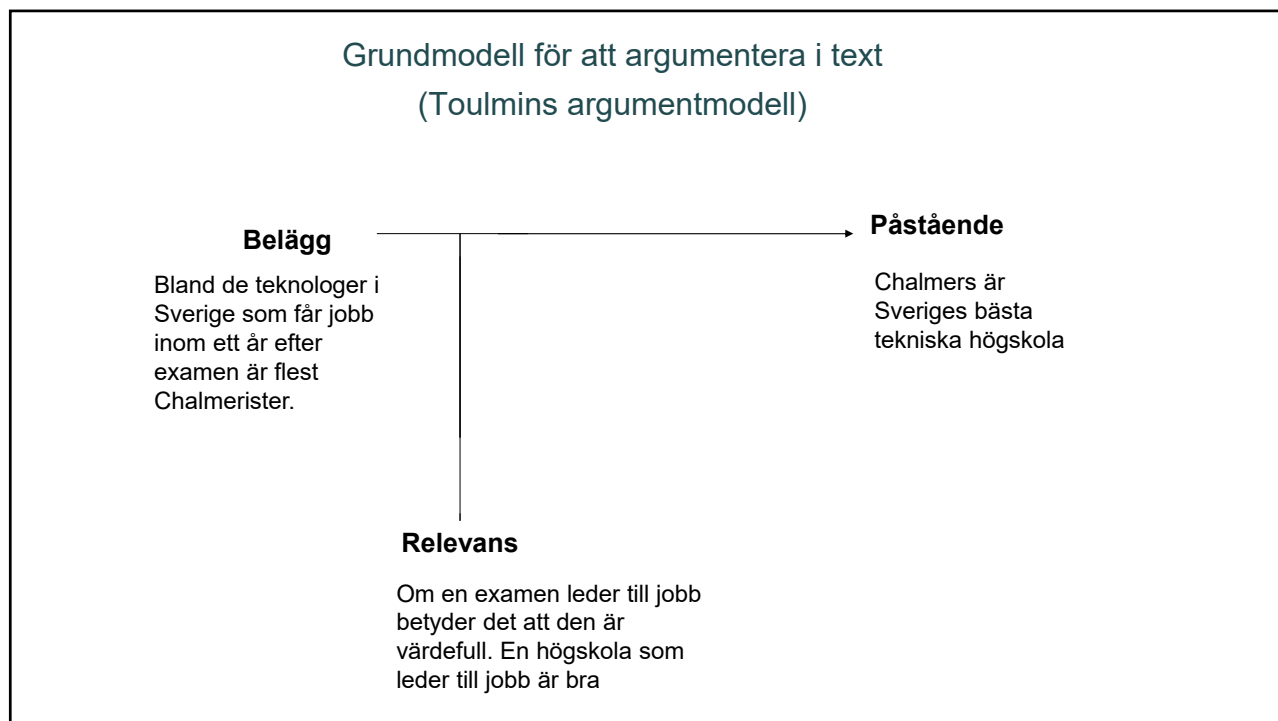 Grundmodell för att argumentera i text
(Toulmins argumentmodell)
Belägg
Bland de teknologer i
Sverige som får jobb
inom ett år efter
examen är flest
Chalmerister.
Påstående
Chalmers är
Sveriges bästa
tekniska högskola
Relevans
Om en examen leder till jobb
betyder det att den är
värdefull. En högskola som
leder till jobb är bra